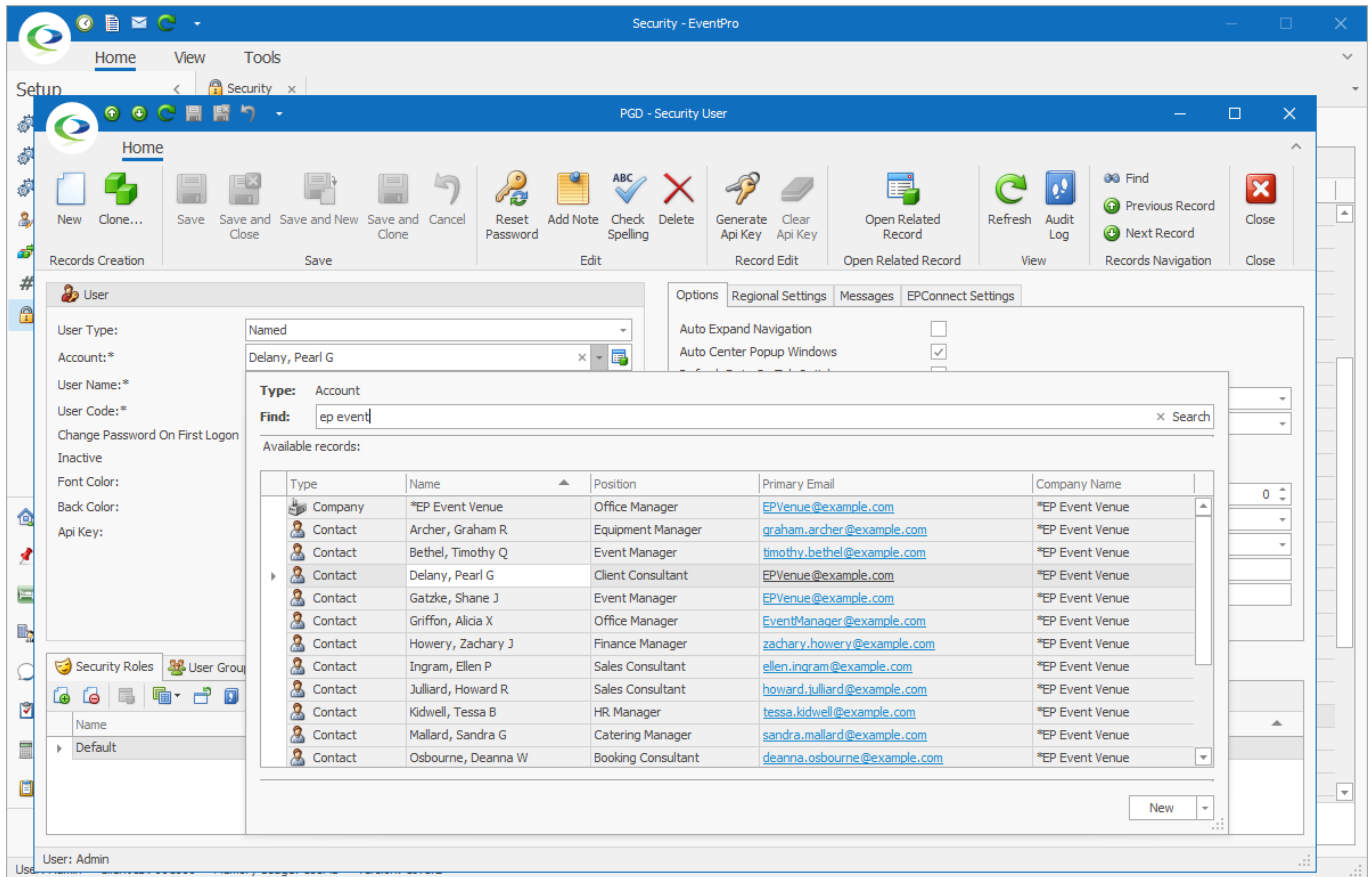 Security - EventPro
Home View Tools
Setup
Security
PGD - Security User
Home
New Clone... Save Save and Close Save and New Save and Clone Cancel Reset Password Add Note Check Spelling Delete Generate Api Key Clear Api Key Open Related Record Refresh Audit Log Find Previous Record Next Record Close
Records Creation Save Edit Record Edit Open Related Record View Records Navigation Close
User
Options Regional Settings Messages EPConnect Settings
User Type: Named
Auto Expand Navigation
Account:* Delany, Pearl G
Auto Center Popup Windows
User Name:*
User Code:*
Change Password On First Logon
Inactive
Font Color:
Back Color:
Api Key:
0
Type: Account
Find: ep event Search
Available records:
Type Name Position Primary Email Company Name
Company *EP Event Venue Office Manager EPVenue@example.com *EP Event Venue
Contact Archer, Graham R Equipment Manager graham.archer@example.com *EP Event Venue
Contact Bethel, Timothy Q Event Manager timothy.bethel@example.com *EP Event Venue
Contact Delany, Pearl G Client Consultant EPVenue@example.com *EP Event Venue
Contact Gatzke, Shane J Event Manager EPVenue@example.com *EP Event Venue
Contact Griffon, Alicia X Office Manager EventManager@example.com *EP Event Venue
Contact Howery, Zachary J Finance Manager zachary.howery@example.com *EP Event Venue
Contact Ingram, Ellen P Sales Consultant ellen.ingram@example.com *EP Event Venue
Contact Julliard, Howard R Sales Consultant howard.julliard@example.com *EP Event Venue
Contact Kidwell, Tessa B HR Manager tessa.kidwell@example.com *EP Event Venue
Contact Mallard, Sandra G Catering Manager sandra.mallard@example.com *EP Event Venue
Contact Osbourne, Deanna W Booking Consultant deanna.osbourne@example.com *EP Event Venue
New
Security Roles User Group
Name
Default
User: Admin